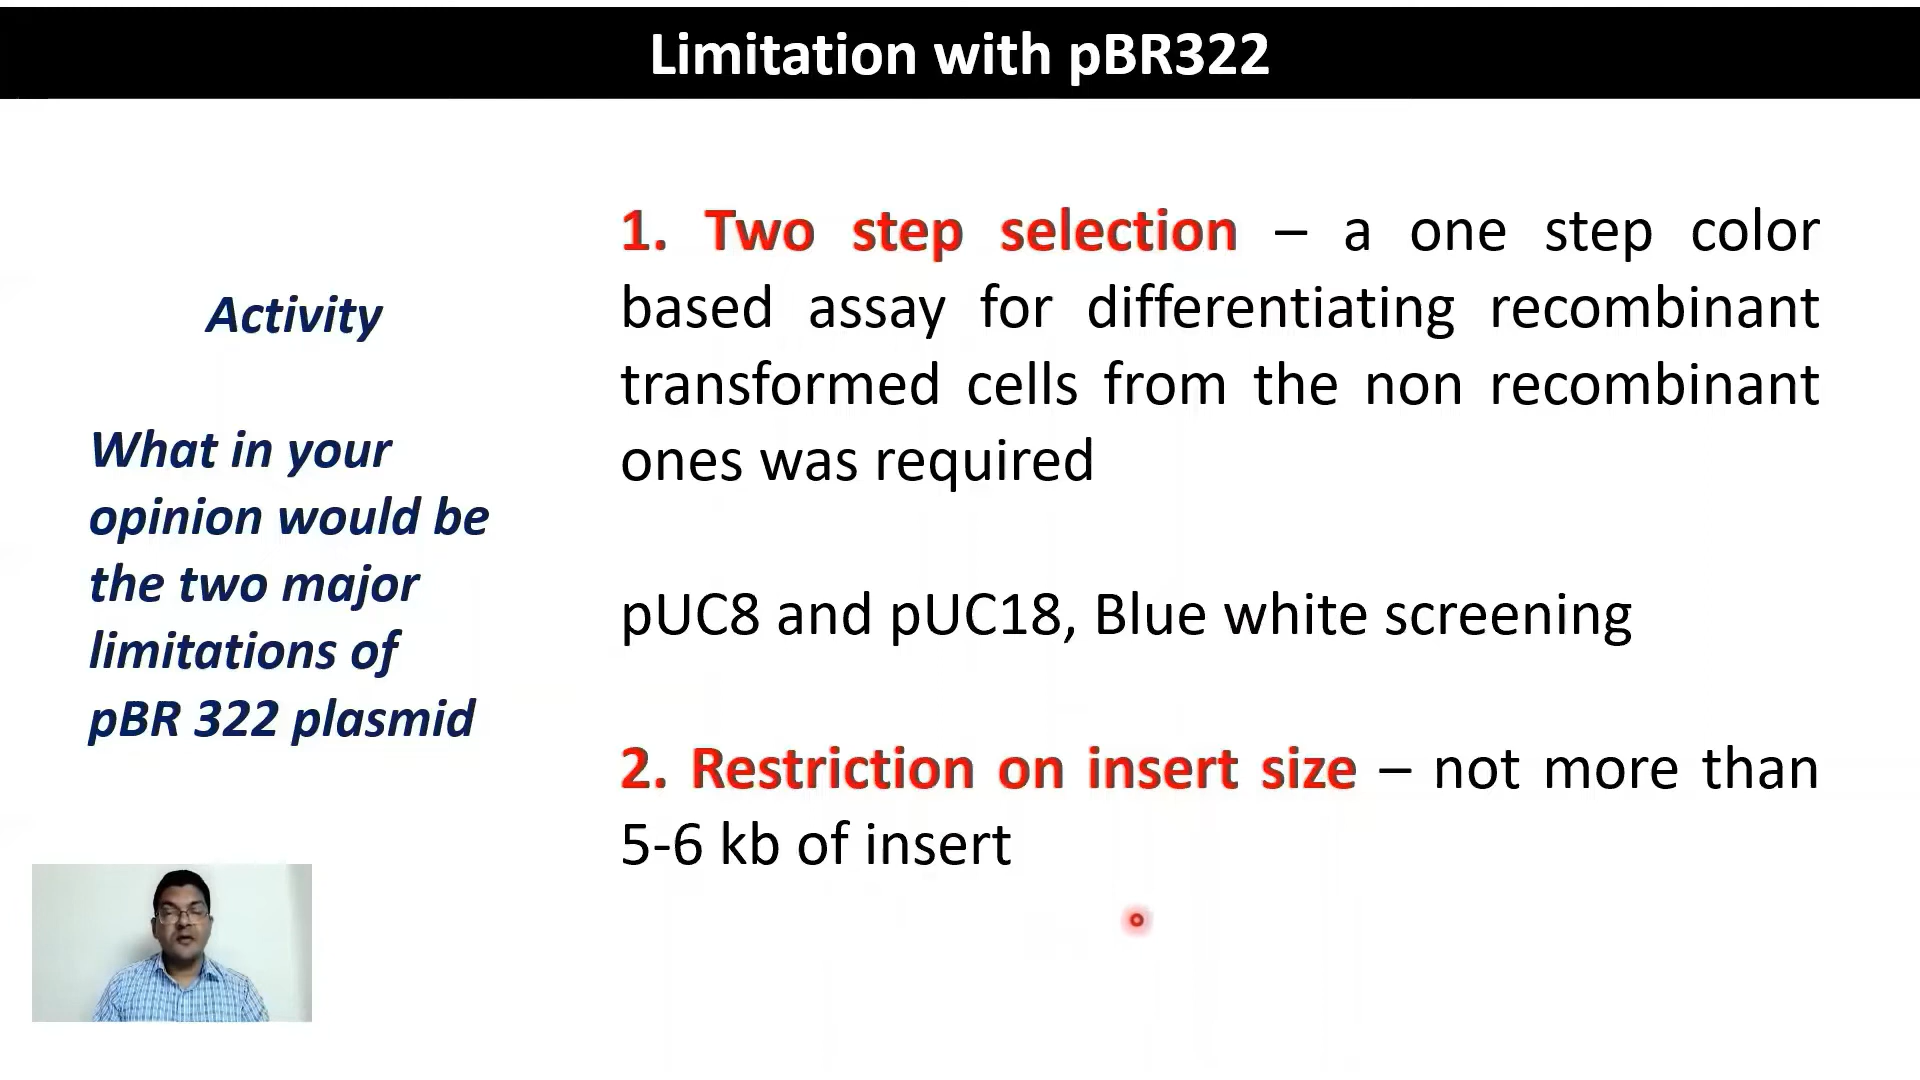 Limitation with pBR322
Activity
What in your
opinion would be
the two major
limitations of
pBR 322 plasmid
1. Two step selection – a one step color
based assay for differentiating recombinant
transformed cells from the non recombinant
ones was required
pUC8 and pUC18, Blue white screening
2. Restriction on insert size – not more than
5-6 kb of insert